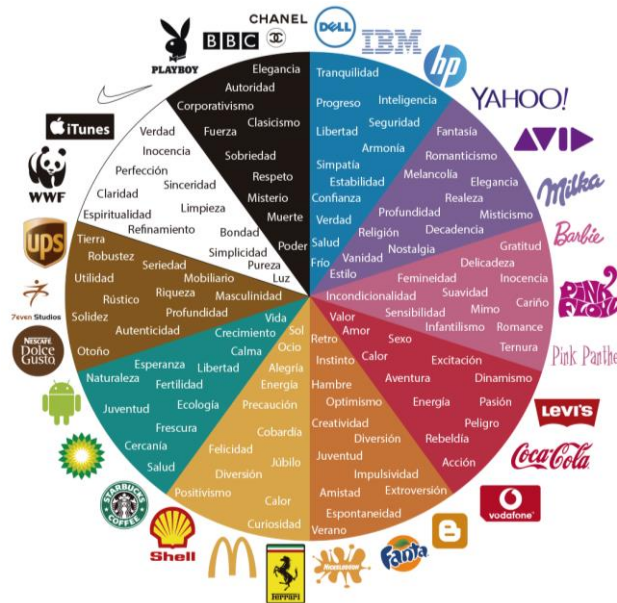 CHANEL
DELL
IBM
hp
YAHOO!
AVID
Milka
Barbie
PINK FLOYD
Pink Panther
LEVI'S
Coca-Cola
vodafone
Fanta
NICKELODEON
Ferrari
Shell
STARBUCKS
COFFEE
NESCAFÉ
DOLCE
GUSTO
7even Studios
ups
WWF
iTunes
PLAYBOY
BBC
Elegancia
Autoridad
Corporativismo
Clasicismo
Fuerza
Sobriedad
Respeto
Misterio
Muerte
Poder
Tranquilidad
Inteligencia
Progreso
Seguridad
Libertad
Armonía
Simpatía
Estabilidad
Confianza
Verdad
Salud
Frío
Fantasía
Romanticismo
Melancolía
Elegancia
Realeza
Misticismo
Profundidad
Decadencia
Religión
Nostalgia
Vanidad
Estilo
Gratitud
Delicadeza
Inocencia
Femineidad
Suavidad
Cariño
Incondicionalidad
Mimo
Sensibilidad
Romance
Infantilismo
Ternura
Valor
Amor
Sexo
Calor
Excitación
Dinamismo
Aventura
Energía
Pasión
Peligro
Rebeldía
Acción
Retro
Instinto
Hambre
Optimismo
Creatividad
Diversión
Juventud
Impulsividad
Amistad
Extroversión
Espontaneidad
Verano
Sol
Ocio
Alegría
Energía
Precaución
Cobardía
Felicidad
Júbilo
Diversión
Positivismo
Calor
Curiosidad
Vida
Crecimiento
Calma
Esperanza
Libertad
Naturaleza
Fertilidad
Juventud
Ecología
Frescura
Cercanía
Salud
Tierra
Robustez
Seriedad
Utilidad
Mobiliario
Riqueza
Rústico
Masculinidad
Profundidad
Solidez
Autenticidad
Otoño
Verdad
Inocencia
Perfección
Sinceridad
Claridad
Limpieza
Espiritualidad
Refinamiento
Bondad
Simplicidad
Pureza
Luz